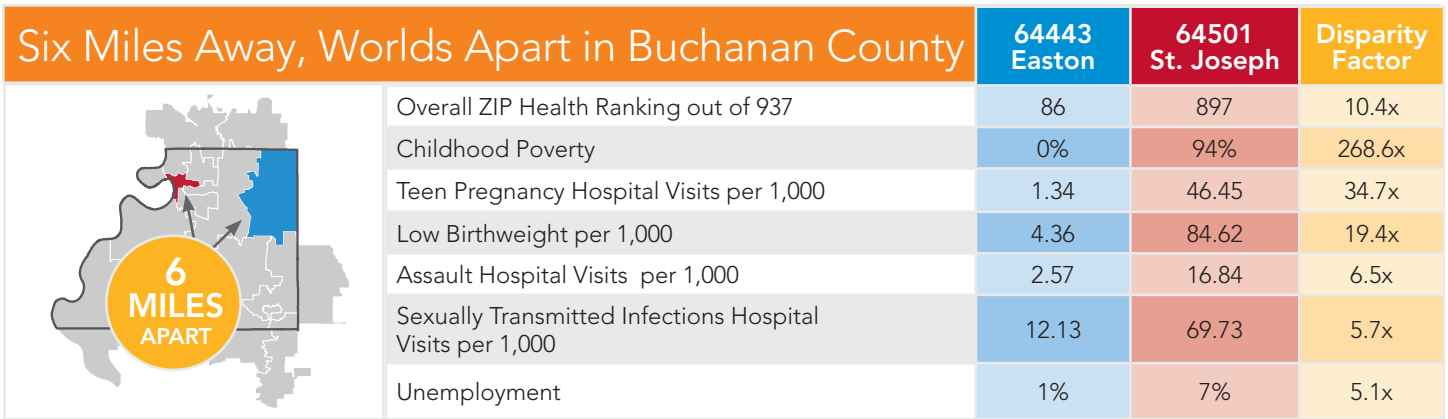 Six Miles Away, Worlds Apart in Buchanan County
64443
Easton
64501
St. Joseph
Disparity
Factor
Overall ZIP Health Ranking out of 937 86 897 10.4x
Childhood Poverty 0% 94% 268.6x
Teen Pregnancy Hospital Visits per 1,000 1.34 46.45 34.7x
Low Birthweight per 1,000 4.36 84.62 19.4x
Assault Hospital Visits per 1,000 2.57 16.84 6.5x
Sexually Transmitted Infections Hospital
Visits per 1,000 12.13 69.73 5.7x
Unemployment 1% 7% 5.1x
6
MILES
APART